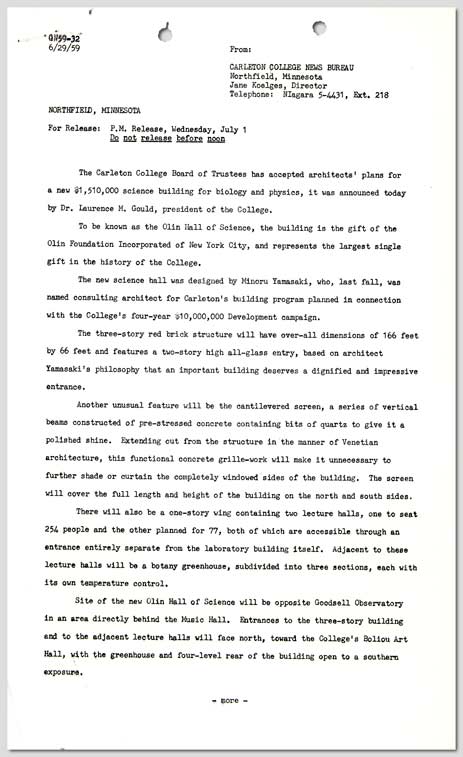 QN59-32
6/29/59
From:
CARLETON COLLEGE NEWS BUREAU
Northfield, Minnesota
Jane Koelges, Director
Telephone: NIagara 5-4431, Ext. 218
NORTHFIELD, MINNESOTA
For Release: P.M. Release, Wednesday, July 1
Do not release before noon
The Carleton College Board of Trustees has accepted architects' plans for
a new $1,510,000 science building for biology and physics, it was announced today
by Dr. Laurence M. Gould, president of the College.
To be known as the Olin Hall of Science, the building is the gift of the
Olin Foundation Incorporated of New York City, and represents the largest single
gift in the history of the College.
The new science hall was designed by Minoru Yamasaki, who, last fall, was
named consulting architect for Carleton's building program planned in connection
with the College's four-year $10,000,000 Development campaign.
The three-story red brick structure will have over-all dimensions of 166 feet
by 66 feet and features a two-story high all-glass entry, based on architect
Yamasaki's philosophy that an important building deserves a dignified and impressive
entrance.
Another unusual feature will be the cantilevered screen, a series of vertical
beams constructed of pre-stressed concrete containing bits of quartz to give it a
polished shine. Extending out from the structure in the manner of Venetian
architecture, this functional concrete grille-work will make it unnecessary to
further shade or curtain the completely windowed sides of the building. The screen
will cover the full length and height of the building on the north and south sides.
There will also be a one-story wing containing two lecture halls, one to seat
254 people and the other planned for 77, both of which are accessible through an
entrance entirely separate from the laboratory building itself. Adjacent to these
lecture halls will be a botany greenhouse, subdivided into three sections, each with
its own temperature control.
Site of the new Olin Hall of Science will be opposite Goodsell Observatory
in an area directly behind the Music Hall. Entrances to the three-story building
and to the adjacent lecture halls will face north, toward the College's Boliou Art
Hall, with the greenhouse and four-level rear of the building open to a southern
exposure.
- more -